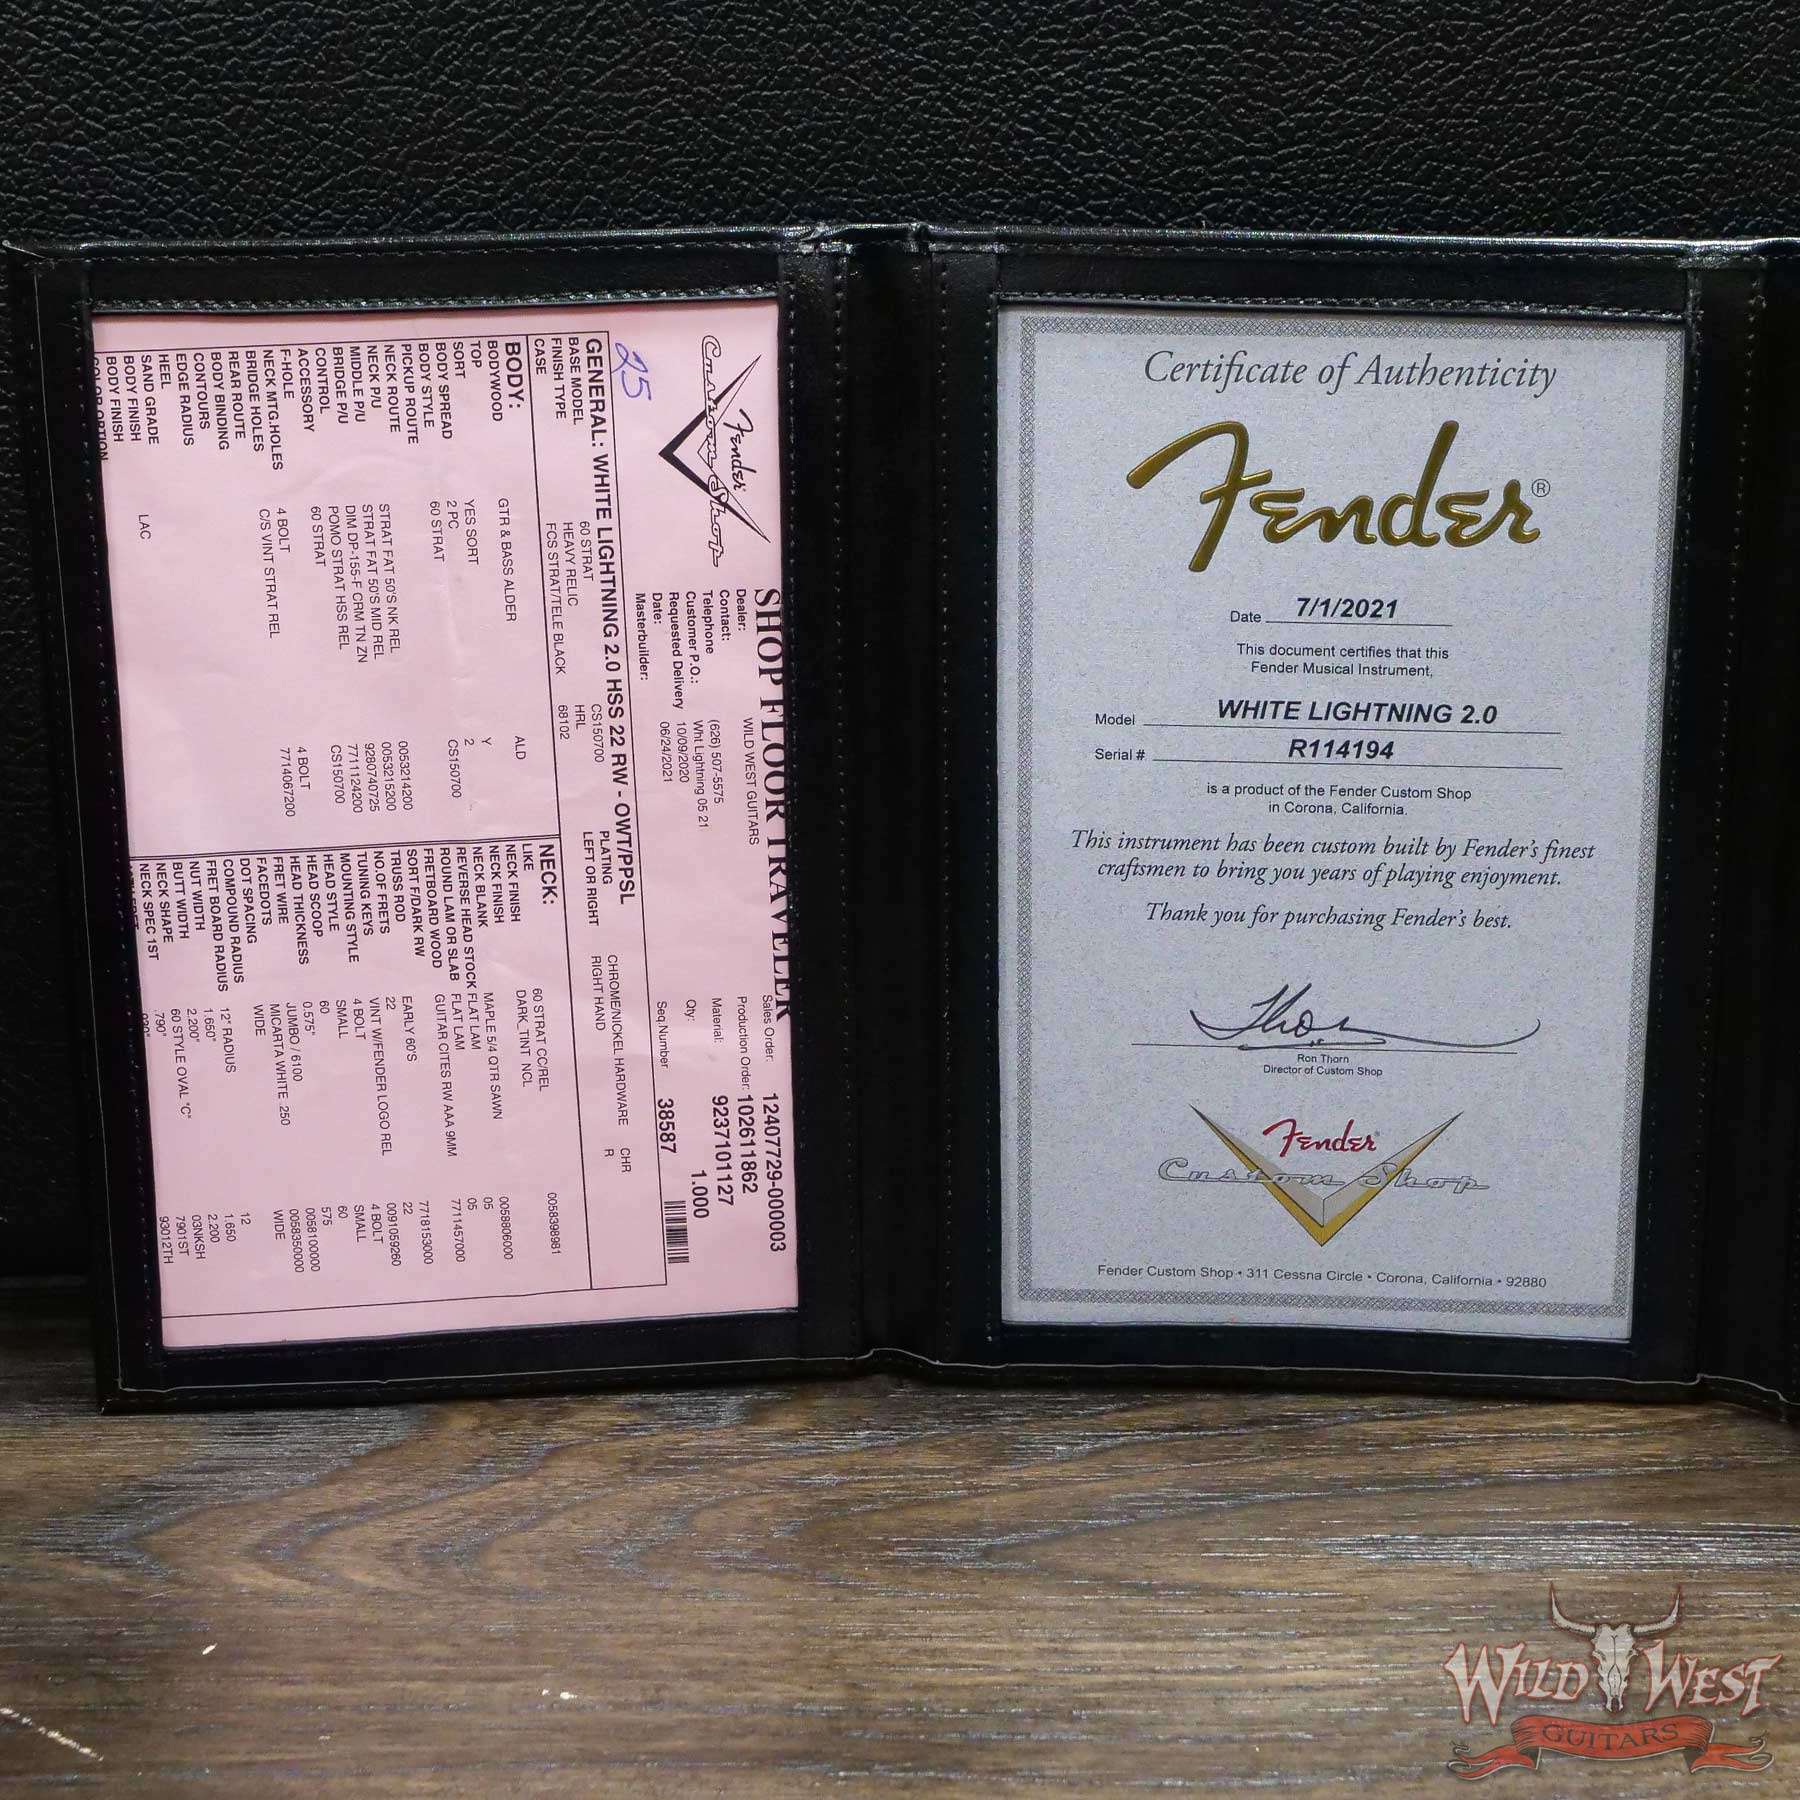 Fender
Custom Shop
25
SHOP FLOOR TRAVELER
Dealer: WILD WEST GUITARS
Contact:
Telephone (626) 507-5575
Customer P.O.: Wht Lightning 05 21
Requested Delivery 10/09/2020
Date: 06/24/2021
Masterbuilder:
Sales Order: 12407729-000003
Production Order: 102611862
Material: 9237101127
Qty: 1.000
Seq Number 38587
GENERAL: WHITE LIGHTNING 2.0 HSS 22 RW - OWT/PSL
BASE MODEL 60 STRAT CS150700 PLATING CHROME/NICKEL HARDWARE CHR
FINISH TYPE HEAVY RELIC HRL LEFT OR RIGHT RIGHT HAND R
CASE FCS STRAT/TELE BLACK 68102
BODY:
BODYWOOD GTR & BASS ALDER ALD
TOP
SORT YES SORT Y
BODY SPREAD 2 PC 2
BODY STYLE 60 STRAT CS150700
PICKUP ROUTE
NECK ROUTE
NECK P/U STRAT FAT 50'S NK REL 0053214200
MIDDLE P/U STRAT FAT 50'S MID REL 0053215200
BRIDGE P/U DIM DP-155-F CRM TN ZN 9280740725
CONTROL POMO STRAT HSS REL 7711124200
ACCESSORY 60 STRAT CS150700
F-HOLE
NECK MTG.HOLES 4 BOLT 4 BOLT
BRIDGE HOLES C/S VINT STRAT REL 7714067200
REAR ROUTE
BODY BINDING
CONTOURS
EDGE RADIUS
HEEL
SAND GRADE
BODY FINISH LAC
BODY FINISH
COLOR OPTION
NECK:
LIKE 60 STRAT CC/REL 005839898​1
NECK FINISH DARK_TINT NCL
NECK FINISH
NECK BLANK MAPLE 5/4 QTR SAWN 0058806000
REVERSE HEAD STOCK FLAT LAM 05
ROUND LAM OR SLAB FLAT LAM 05
FRETBOARD WOOD GUITAR CITES RW AAA 9MM 7711457000
SORT F/DARK RW
TRUSS ROD EARLY 60'S 7718153000
NO.OF FRETS 22 22
TUNING KEYS VINT W/FENDER LOGO REL 0091059260
MOUNTING STYLE 4 BOLT 4 BOLT
HEAD STYLE SMALL SMALL
HEAD SCOOP 60 60
HEAD THICKNESS 0.575" 575
FRET WIRE JUMBO / 6100 0058100000
FACEDOTS MICARTA WHITE .250 0058350000
DOT SPACING WIDE WIDE
COMPOUND RADIUS
FRET BOARD RADIUS 12" RADIUS 12
NUT WIDTH 1.650" 1.650
BUTT WIDTH 2.200" 2.200
NECK SHAPE 60 STYLE OVAL "C" 03NKSH
NECK SPEC 1ST .790" 7901ST
93012TH
Certificate of Authenticity
Fender®
Date 7/1/2021
This document certifies that this
Fender Musical Instrument,
Model WHITE LIGHTNING 2.0
Serial # R114194
is a product of the Fender Custom Shop
in Corona, California.
This instrument has been custom built by Fender's finest
craftsmen to bring you years of playing enjoyment.
Thank you for purchasing Fender's best.
Ron Thorn
Director of Custom Shop
Fender
Custom Shop
Fender Custom Shop • 311 Cessna Circle • Corona, California • 92880
WILD WEST
GUITARS